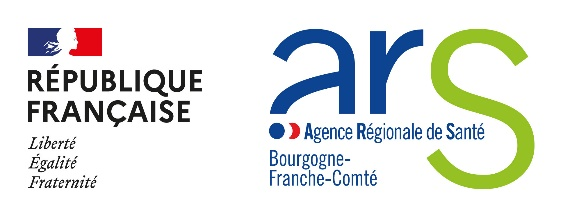 RÉPUBLIQUE
FRANÇAISE
Liberté
Égalité
Fraternité
ars
Agence Régionale de Santé
Bourgogne-
Franche-Comté